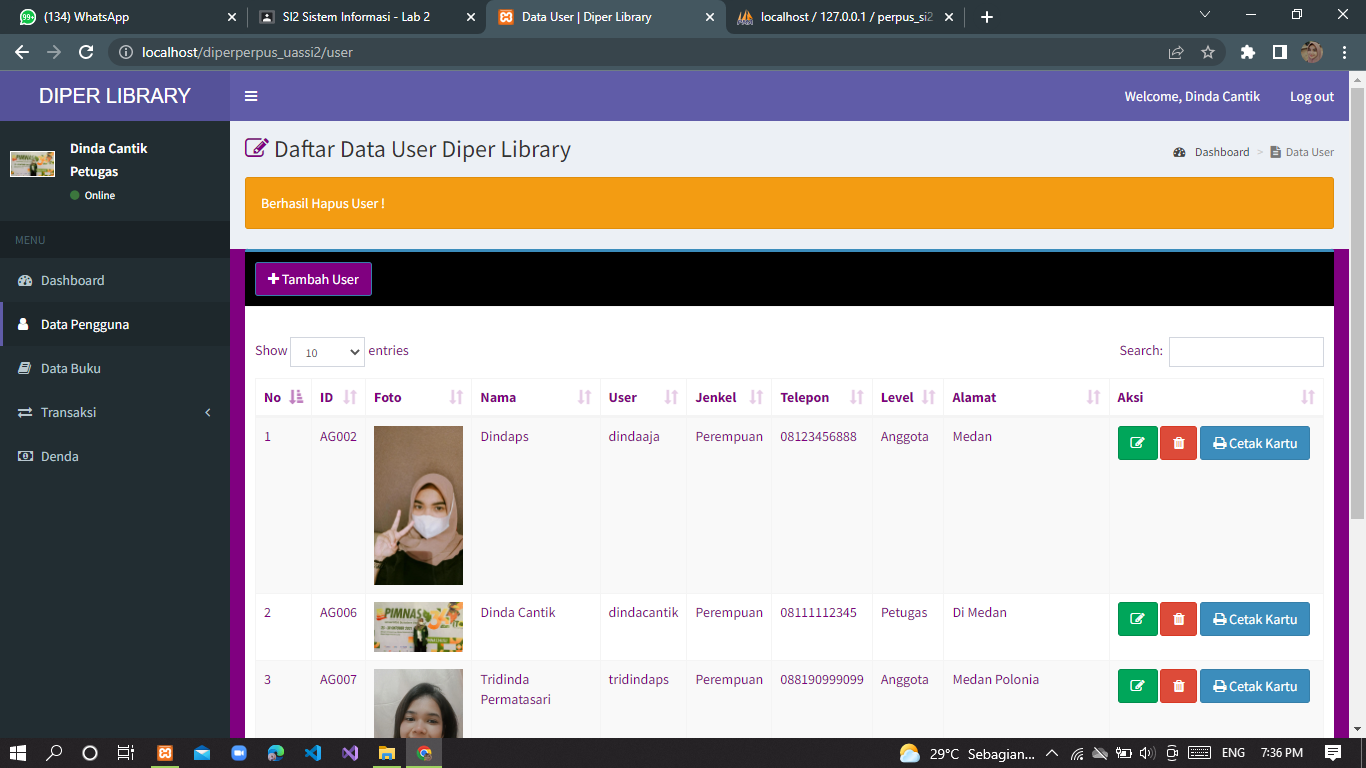 (134) WhatsApp
SI2 Sistem Informasi - Lab 2
Data User | Diper Library
localhost / 127.0.0.1 / perpus_si2
localhost/diperperpus_uassi2/user
DIPER LIBRARY
Welcome, Dinda Cantik
Log out
Dinda Cantik
Petugas
Online
MENU
Dashboard
Data Pengguna
Data Buku
Transaksi
Denda
Daftar Data User Diper Library
Dashboard > Data User
Berhasil Hapus User !
Tambah User
Show 10 entries
Search:
No ID Foto Nama User Jenkel Telepon Level Alamat Aksi
1 AG002 Dindaps dindaaja Perempuan 08123456888 Anggota Medan Cetak Kartu
2 AG006 PIMNAS Dinda Cantik dindacantik Perempuan 08111112345 Petugas Di Medan Cetak Kartu
3 AG007 Tridinda tridindaps Perempuan 088190999099 Anggota Medan Polonia Cetak Kartu
Permatasari
29°C Sebagian... ENG 7:36 PM